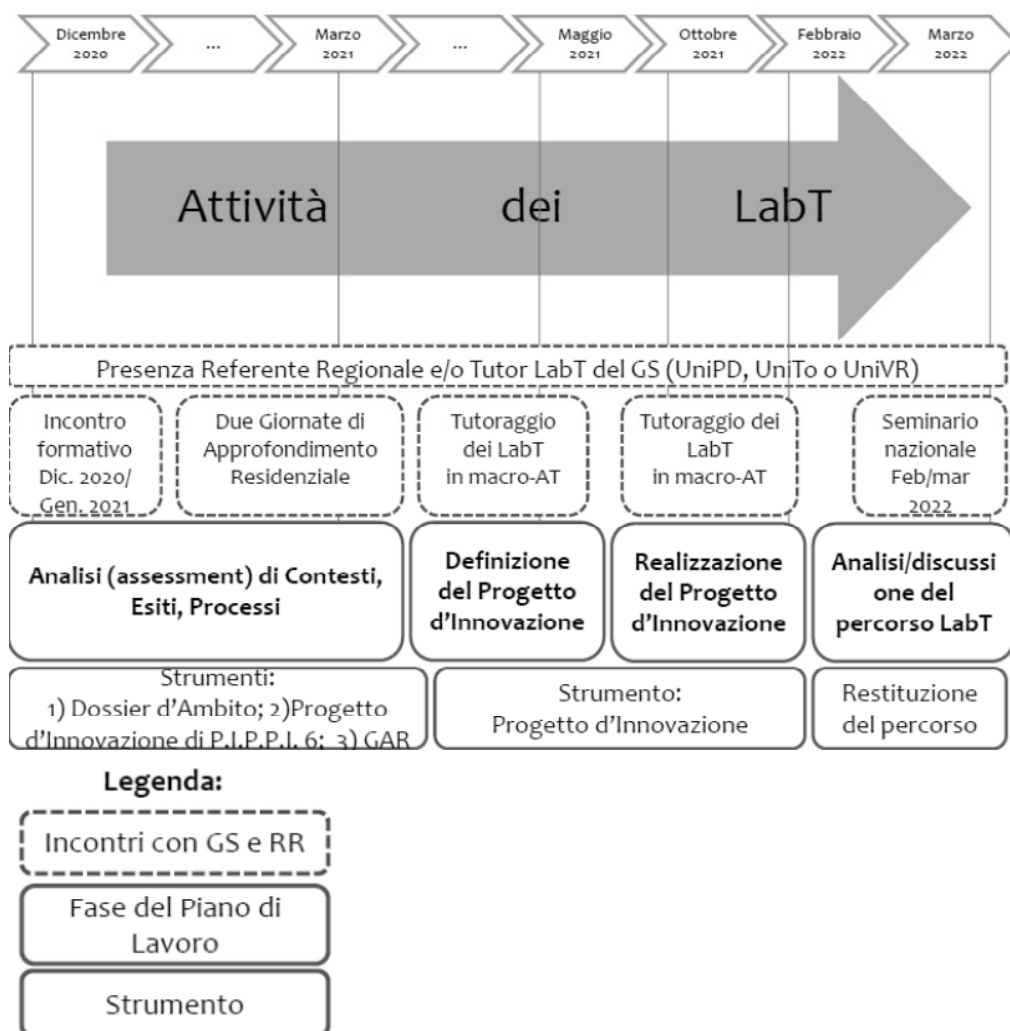 Dicembre
2020
...
Marzo
2021
...
Maggio
2021
Ottobre
2021
Febbraio
2022
Marzo
2022
Attività dei LabT
Presenza Referente Regionale e/o Tutor LabT del GS (UniPD, UniTo o UniVR)
Incontro
formativo
Dic. 2020/
Gen. 2021
Due Giornate di
Approfondimento
Residenziale
Tutoraggio
dei LabT
in macro-AT
Tutoraggio dei
LabT
in macro-AT
Seminario
nazionale
Feb/mar
2022
Analisi (assessment) di Contesti,
Esiti, Processi
Definizione
del Progetto
d'Innovazione
Realizzazione
del Progetto
d'Innovazione
Analisi/discussi
one del
percorso LabT
Strumenti:
1) Dossier d'Ambito; 2)Progetto
d'Innovazione di P.I.P.P.I. 6; 3) GAR
Strumento:
Progetto d'Innovazione
Restituzione
del percorso
Legenda:
Incontri con GS e RR
Fase del Piano di
Lavoro
Strumento